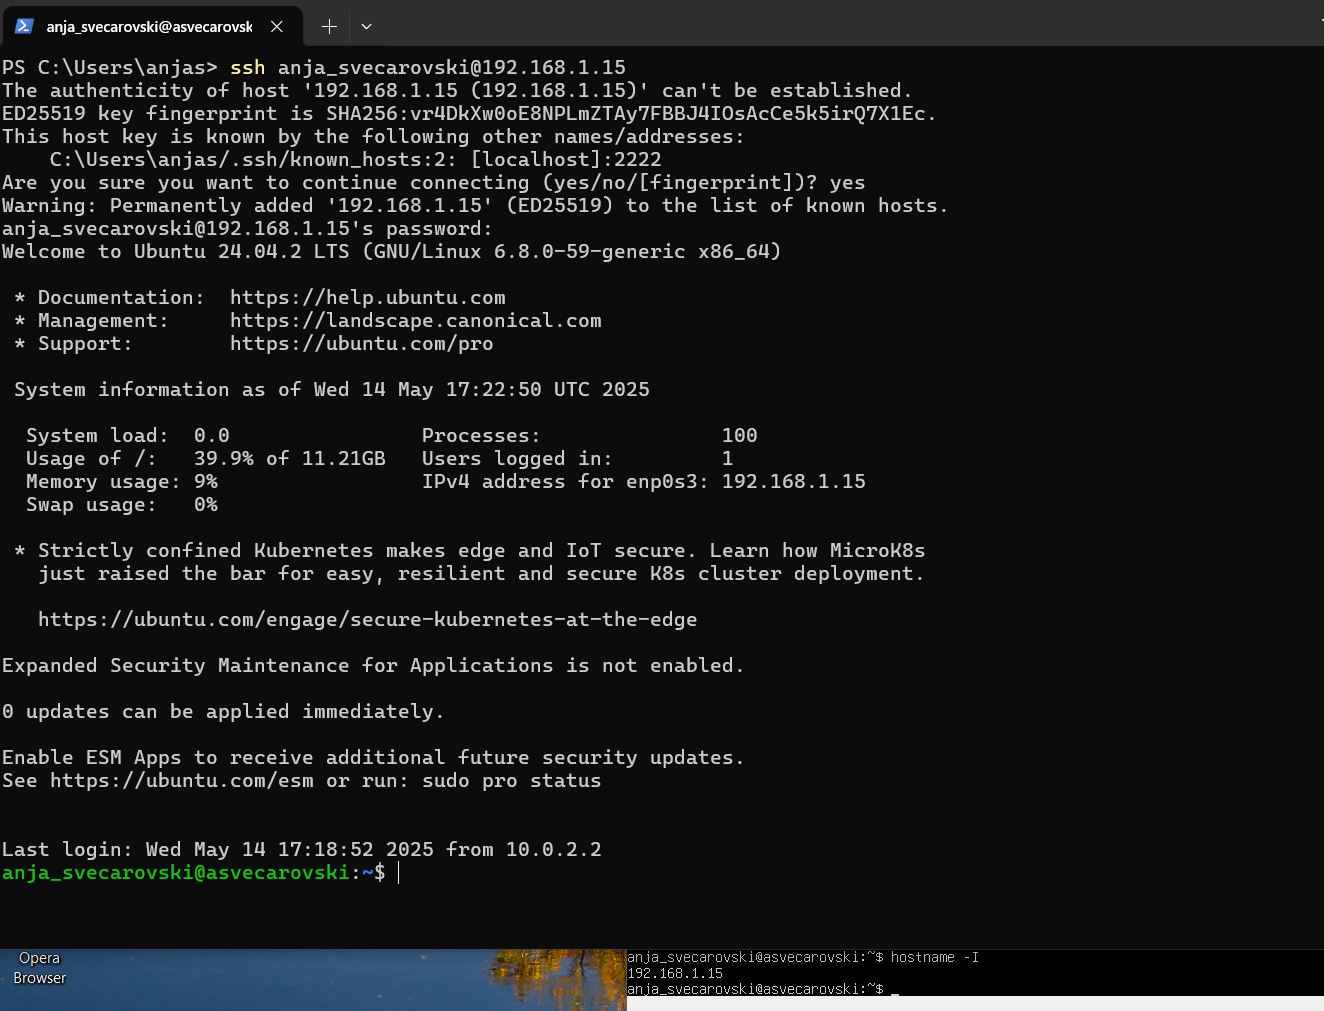 anja_svecarovski@asvecarovsk
PS C:\Users\anjas> ssh anja_svecarovski@192.168.1.15
The authenticity of host '192.168.1.15 (192.168.1.15)' can't be established.
ED25519 key fingerprint is SHA256:vr4DkXw0oE8NPLmZTAy7FBBJ4IOsAcCe5k5irQ7X1Ec.
This host key is known by the following other names/addresses:
    C:\Users\anjas/.ssh/known_hosts:2: [localhost]:2222
Are you sure you want to continue connecting (yes/no/[fingerprint])? yes
Warning: Permanently added '192.168.1.15' (ED25519) to the list of known hosts.
anja_svecarovski@192.168.1.15's password:
Welcome to Ubuntu 24.04.2 LTS (GNU/Linux 6.8.0-59-generic x86_64)
 * Documentation:  https://help.ubuntu.com
 * Management:     https://landscape.canonical.com
 * Support:        https://ubuntu.com/pro
 System information as of Wed 14 May 17:22:50 UTC 2025
  System load:  0.0                Processes:               100
  Usage of /:   39.9% of 11.21GB   Users logged in:         1
  Memory usage: 9%                 IPv4 address for enp0s3: 192.168.1.15
  Swap usage:   0%
 * Strictly confined Kubernetes makes edge and IoT secure. Learn how MicroK8s
   just raised the bar for easy, resilient and secure K8s cluster deployment.
   https://ubuntu.com/engage/secure-kubernetes-at-the-edge
Expanded Security Maintenance for Applications is not enabled.
0 updates can be applied immediately.
Enable ESM Apps to receive additional future security updates.
See https://ubuntu.com/esm or run: sudo pro status
Last login: Wed May 14 17:18:52 2025 from 10.0.2.2
anja_svecarovski@asvecarovski:~$
Opera
Browser
anja_svecarovski@asvecarovski:~$ hostname -I
192.168.1.15
anja_svecarovski@asvecarovski:~$ _